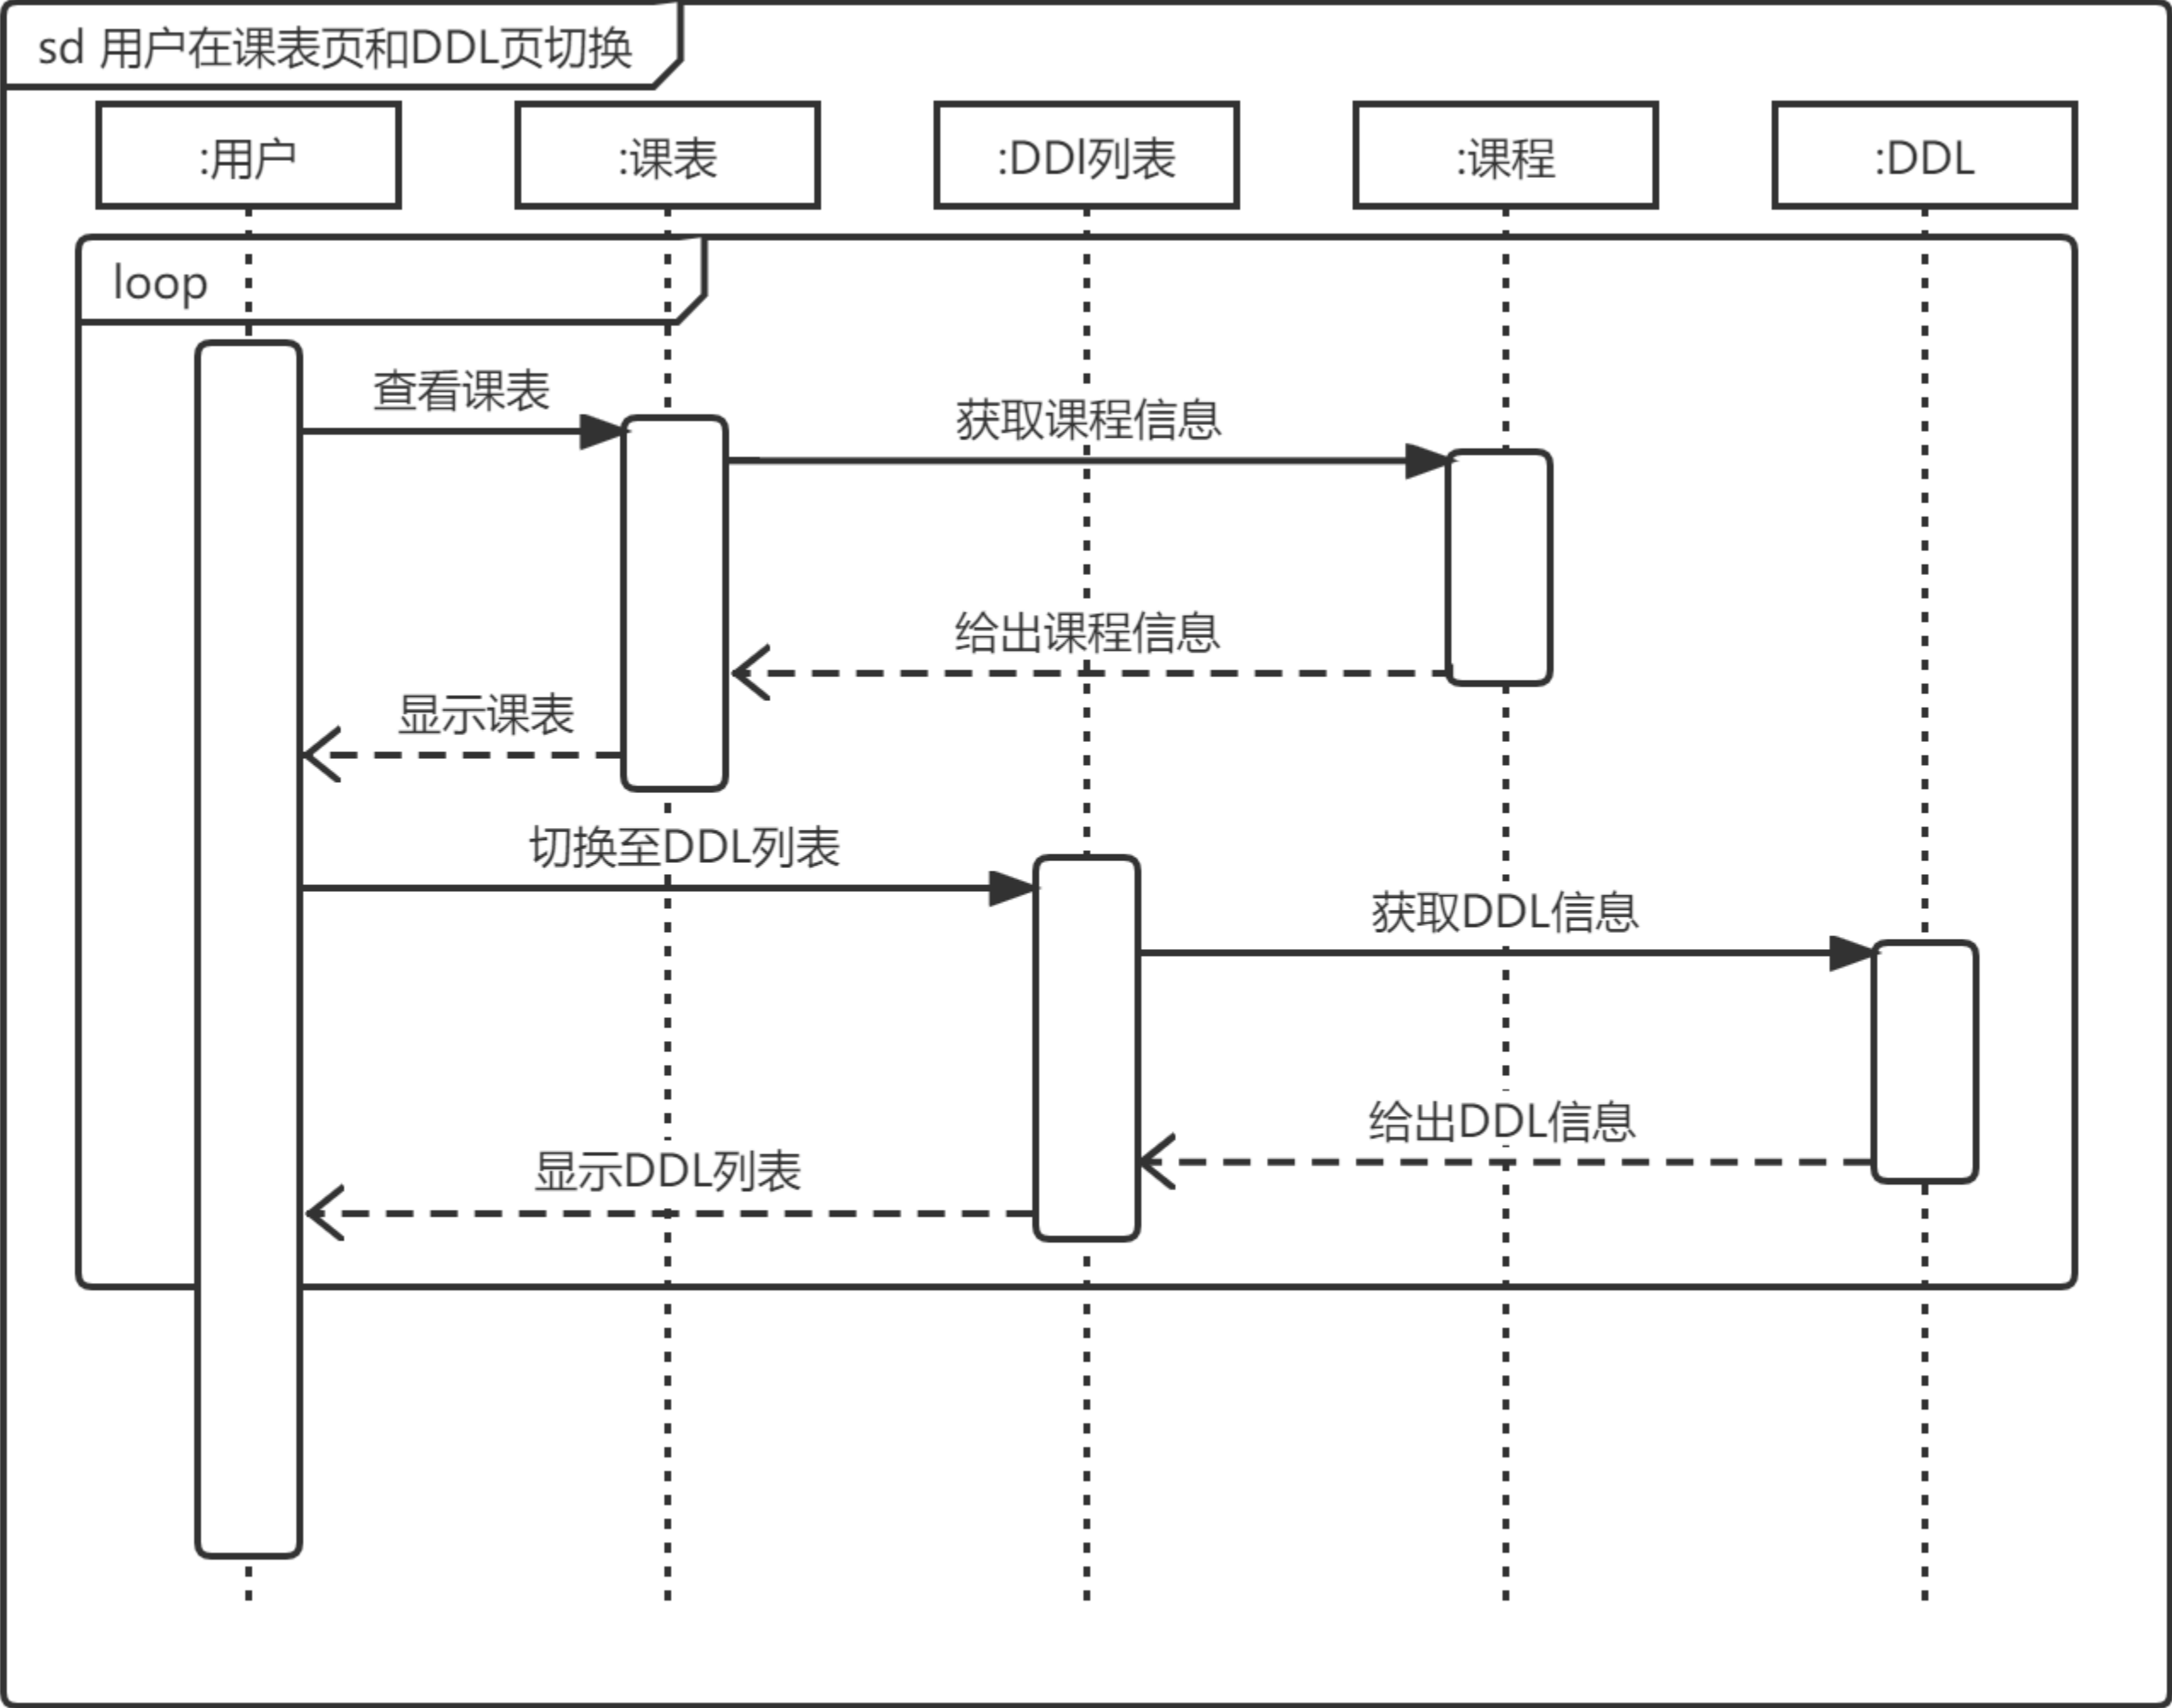 sd 用户在课表页和DDL页切换
:用户
:课表
:DDl列表
:课程
:DDL
loop
查看课表
获取课程信息
给出课程信息
显示课表
切换至DDL列表
获取DDL信息
给出DDL信息
显示DDL列表